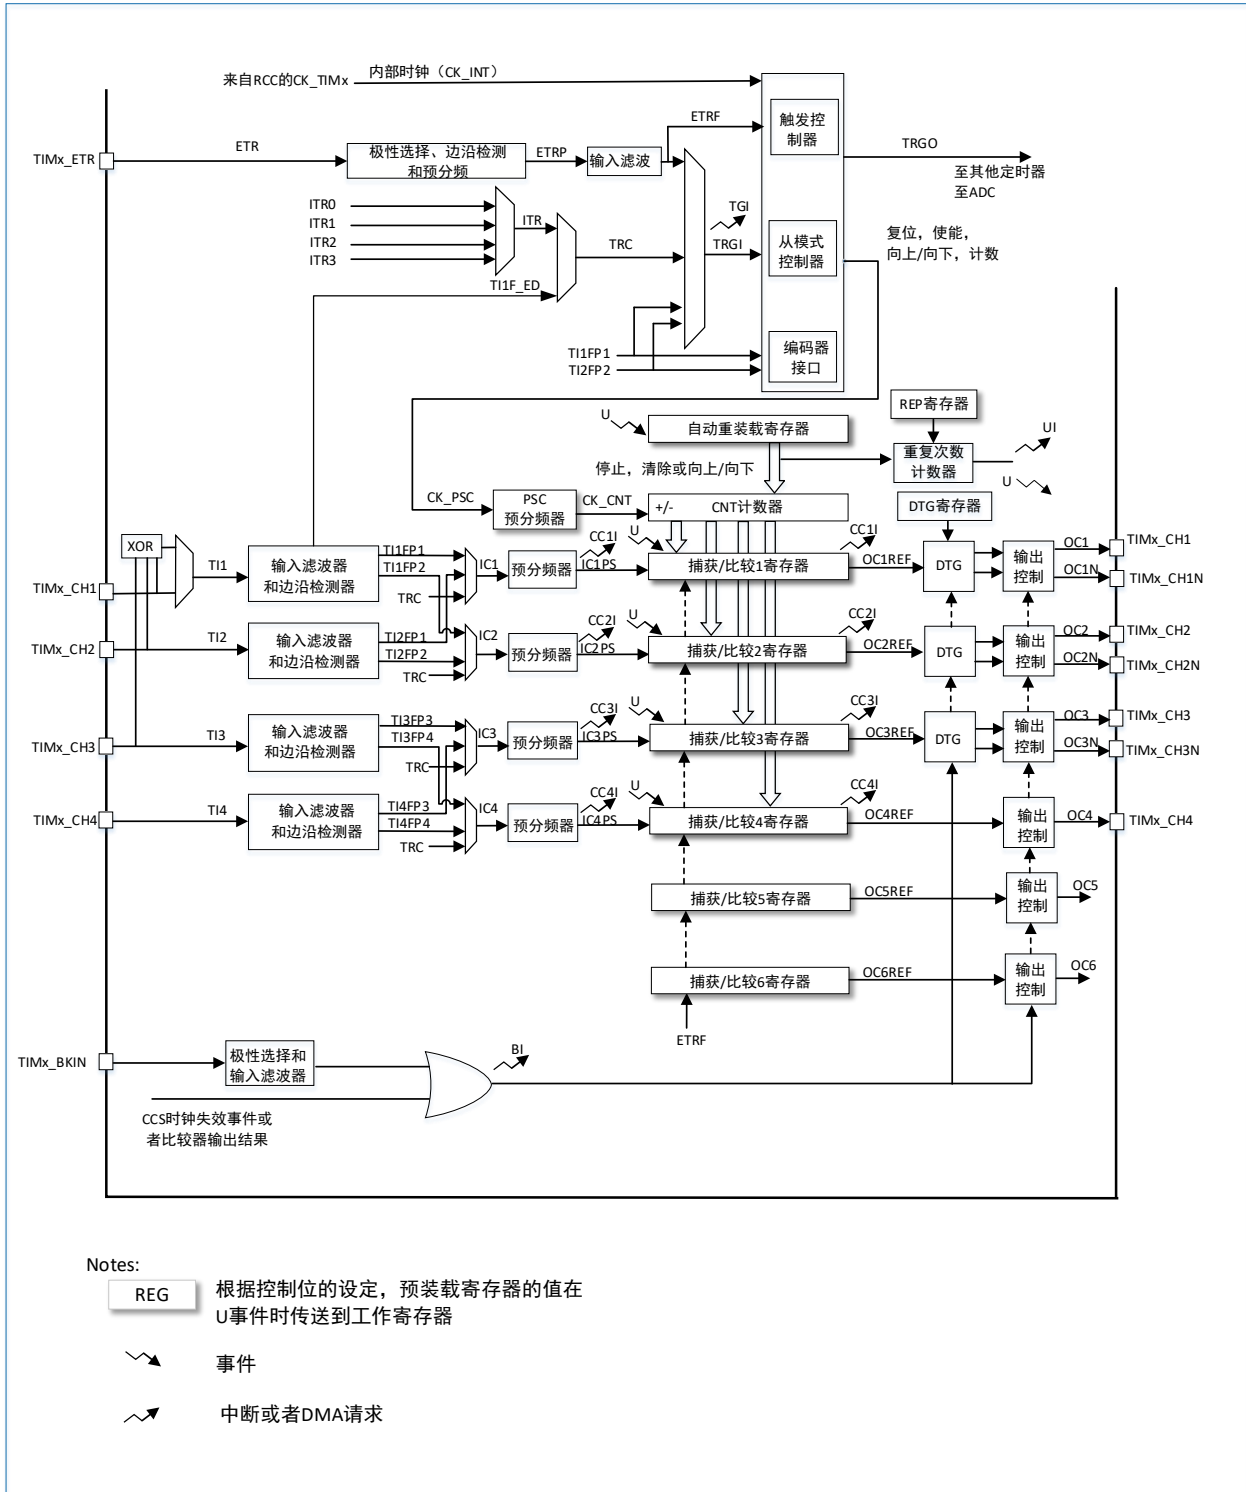 来自RCC的CK_TIMx
内部时钟（CK_INT）
TIMx_ETR
ETR
极性选择、边沿检测
和预分频
ETRP
输入滤波
ETRF
触发控
制器
TRGO
至其他定时器
至ADC
ITR0
ITR1
ITR2
ITR3
ITR
TRC
TI1F_ED
TGI
TRGI
从模式
控制器
复位，使能，
向上/向下，计数
TI1FP1
TI2FP2
编码器
接口
U
自动重装载寄存器
REP寄存器
重复次数
计数器
UI
U
停止，清除或向上/向下
CK_PSC
PSC
预分频器
CK_CNT
+/-
CNT计数器
DTG寄存器
XOR
TIMx_CH1
TI1
输入滤波器
和边沿检测器
TI1FP1
TI1FP2
TRC
IC1
预分频器
CC1I
IC1PS
U
捕获/比较1寄存器
CC1I
OC1REF
DTG
输出
控制
OC1
OC1N
TIMx_CH1
TIMx_CH1N
TIMx_CH2
TI2
输入滤波器
和边沿检测器
TI2FP1
TI2FP2
TRC
IC2
预分频器
CC2I
IC2PS
U
捕获/比较2寄存器
CC2I
OC2REF
DTG
输出
控制
OC2
OC2N
TIMx_CH2
TIMx_CH2N
TIMx_CH3
TI3
输入滤波器
和边沿检测器
TI3FP3
TI3FP4
TRC
IC3
预分频器
CC3I
IC3PS
U
捕获/比较3寄存器
CC3I
OC3REF
DTG
输出
控制
OC3
OC3N
TIMx_CH3
TIMx_CH3N
TIMx_CH4
TI4
输入滤波器
和边沿检测器
TI4FP3
TI4FP4
TRC
IC4
预分频器
CC4I
IC4PS
U
捕获/比较4寄存器
CC4I
OC4REF
输出
控制
OC4
TIMx_CH4
捕获/比较5寄存器
OC5REF
输出
控制
OC5
捕获/比较6寄存器
OC6REF
输出
控制
OC6
ETRF
TIMx_BKIN
极性选择和
输入滤波器
BI
CCS时钟失效事件或
者比较器输出结果
Notes:
REG
根据控制位的设定，预装载寄存器的值在
U事件时传送到工作寄存器
事件
中断或者DMA请求